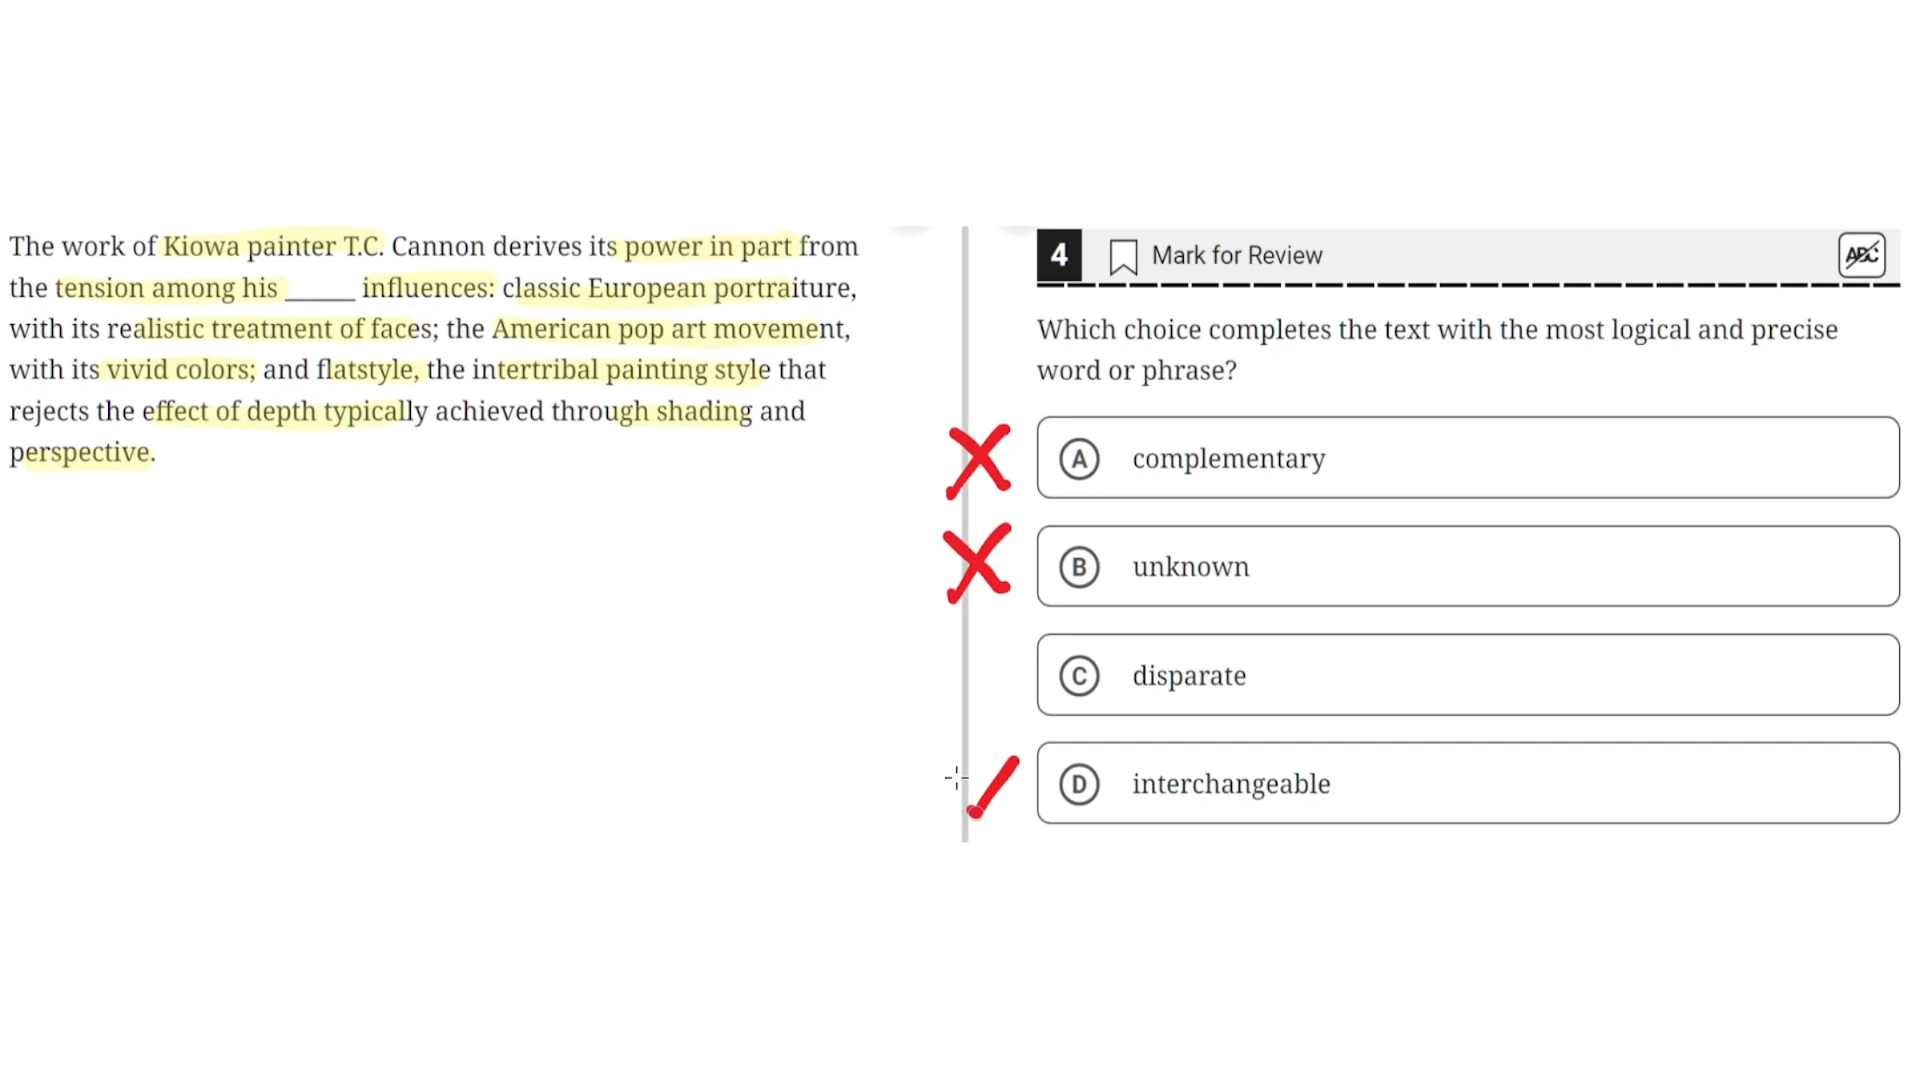 The work of Kiowa painter T.C. Cannon derives its power in part from
the tension among his ______ influences: classic European portraiture,
with its realistic treatment of faces; the American pop art movement,
with its vivid colors; and flatstyle, the intertribal painting style that
rejects the effect of depth typically achieved through shading and
perspective.
4 Mark for Review ABC
Which choice completes the text with the most logical and precise
word or phrase?
A complementary
B unknown
C disparate
D interchangeable